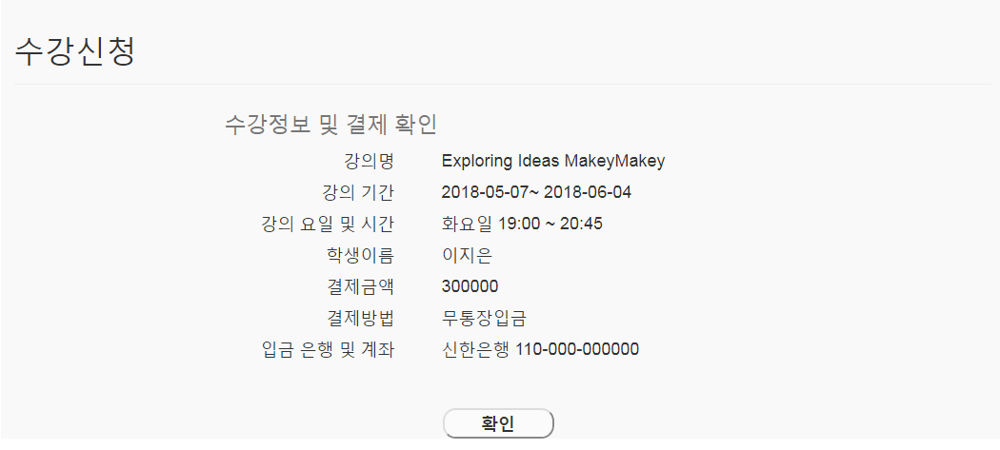 수강신청
수강정보 및 결제 확인
강의명 Exploring Ideas MakeyMakey
강의 기간 2018-05-07~ 2018-06-04
강의 요일 및 시간 화요일 19:00 ~ 20:45
학생이름 이지은
결제금액 300000
결제방법 무통장입금
입금 은행 및 계좌 신한은행 110-000-000000
확인